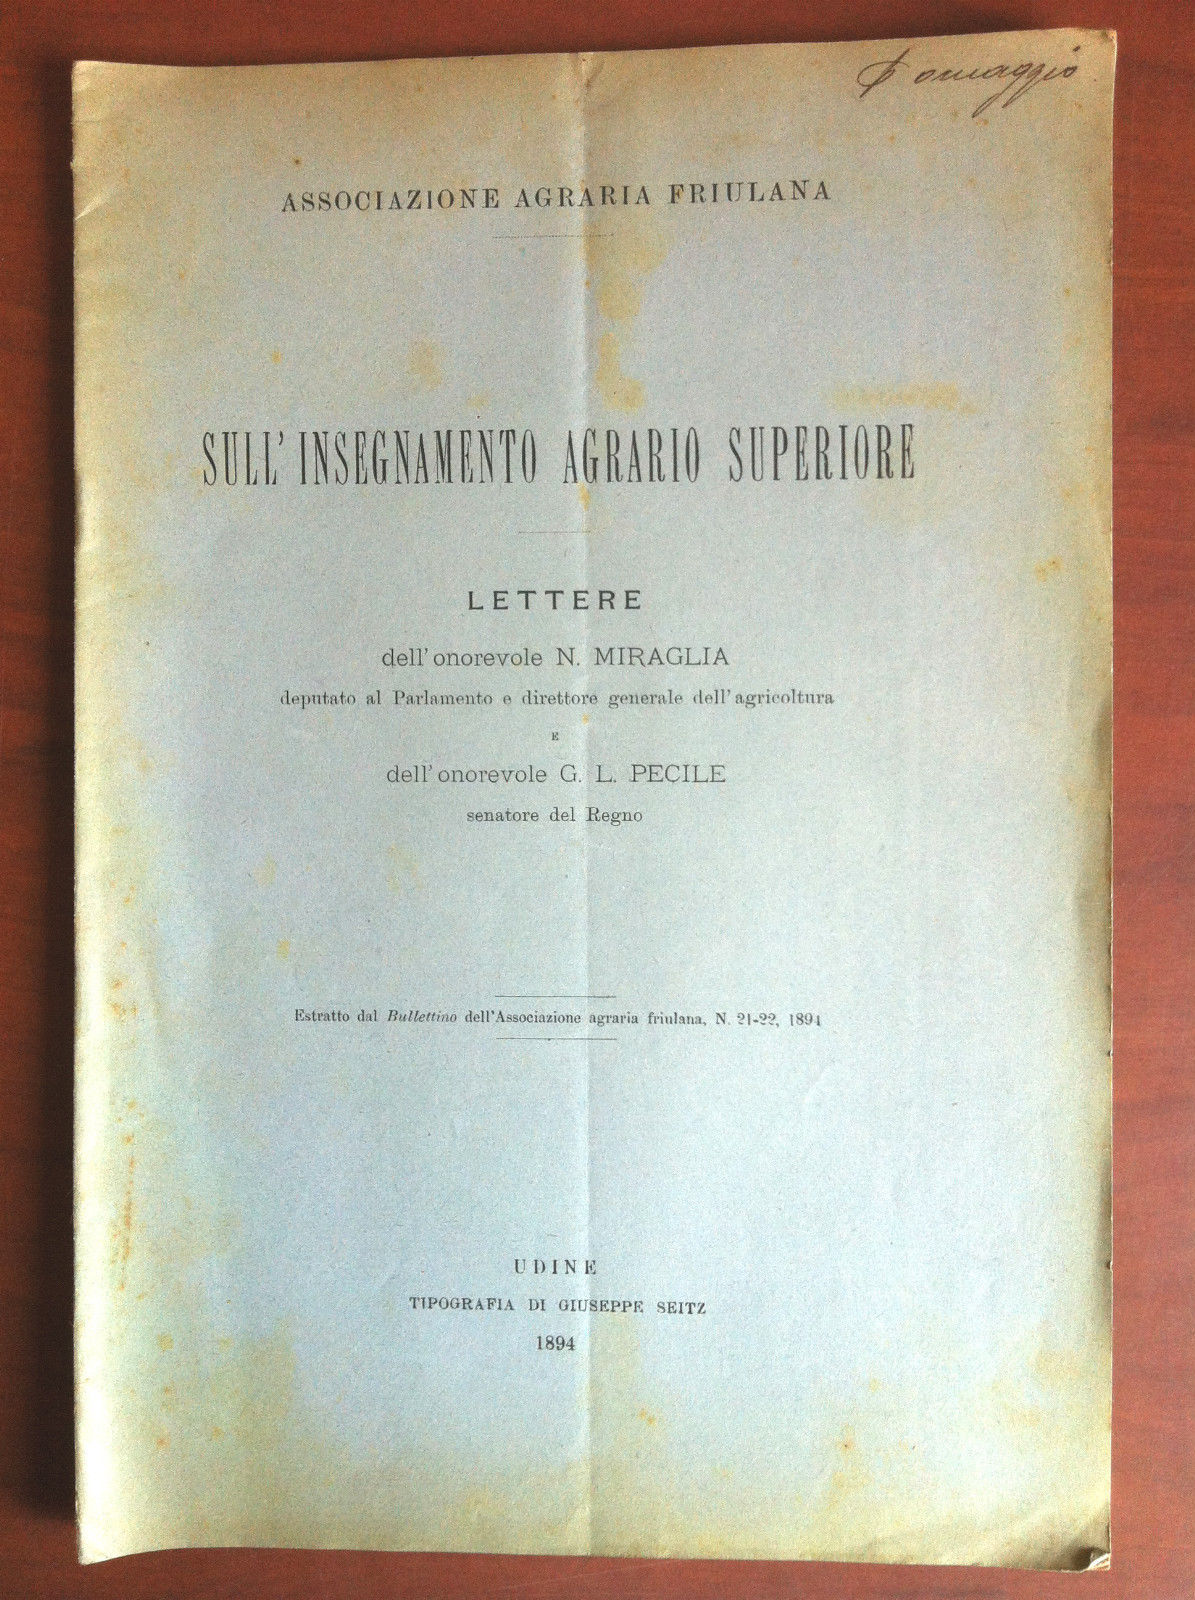 omaggio
ASSOCIAZIONE AGRARIA FRIULANA
SULL' INSEGNAMENTO AGRARIO SUPERIORE
LETTERE
dell' onorevole N. MIRAGLIA
deputato al Parlamento e direttore generale dell' agricoltura
E
dell' onorevole G. L. PECILE
senatore del Regno
Estratto dal Bullettino dell'Associazione agraria friulana, N. 21-22, 1894
UDINE
TIPOGRAFIA DI GIUSEPPE SEITZ
1894